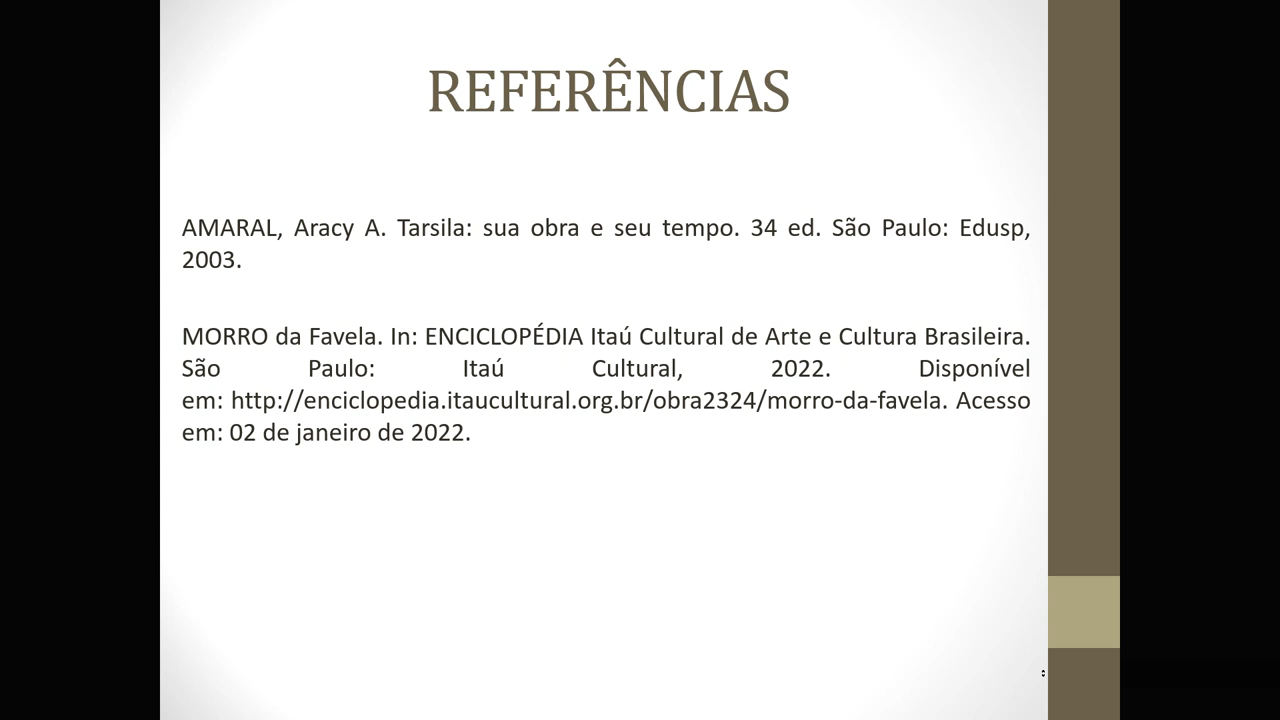 REFERÊNCIAS
AMARAL, Aracy A. Tarsila: sua obra e seu tempo. 34 ed. São Paulo: Edusp,
2003.
MORRO da Favela. In: ENCICLOPÉDIA Itaú Cultural de Arte e Cultura Brasileira.
São Paulo: Itaú Cultural, 2022. Disponível
em: http://enciclopedia.itaucultural.org.br/obra2324/morro-da-favela. Acesso
em: 02 de janeiro de 2022.